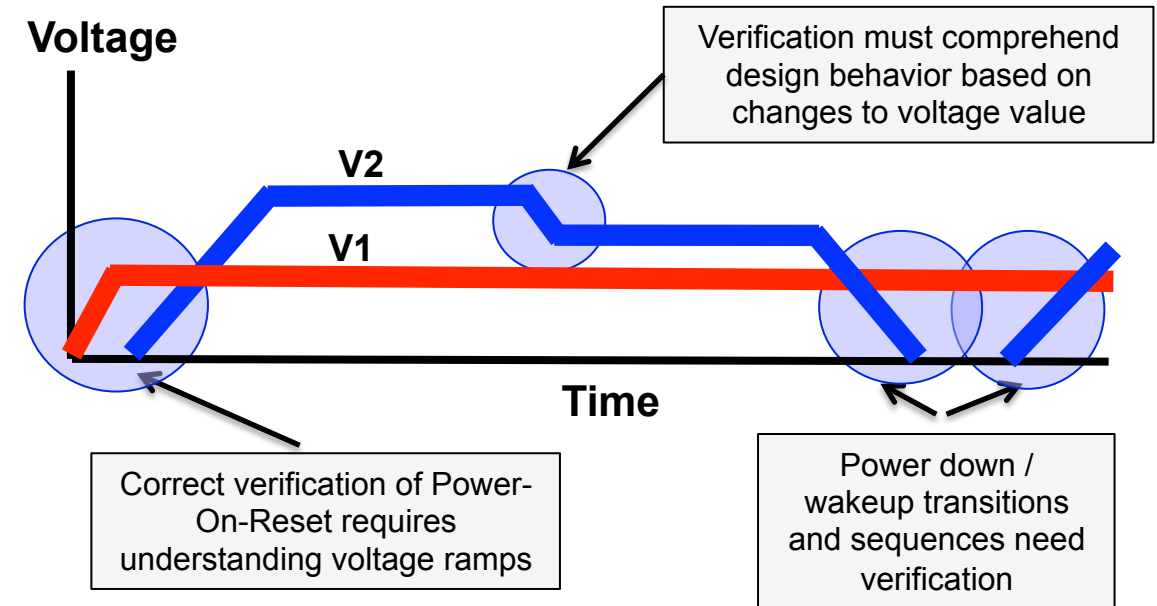 Voltage
Verification must comprehend
design behavior based on
changes to voltage value
V2
V1
Time
Correct verification of Power-
On-Reset requires
understanding voltage ramps
Power down /
wakeup transitions
and sequences need
verification